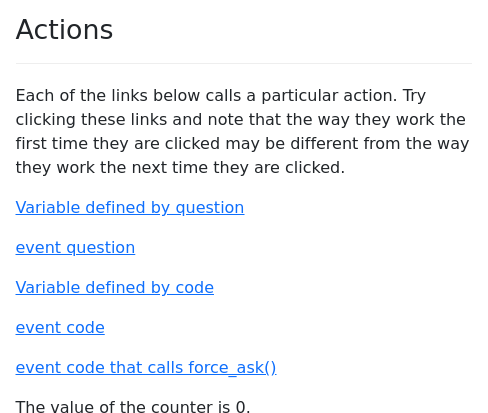 Actions
Each of the links below calls a particular action. Try
clicking these links and note that the way they work the
first time they are clicked may be different from the way
they work the next time they are clicked.
Variable defined by question
event question
Variable defined by code
event code
event code that calls force_ask()
The value of the counter is 0.